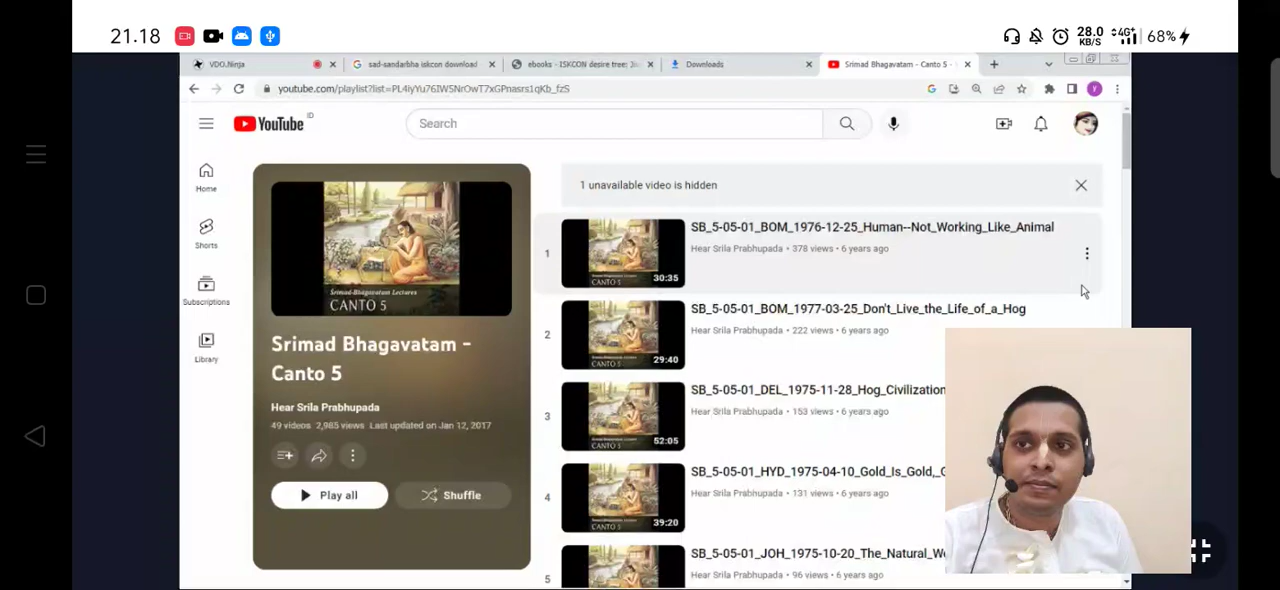 21.18
28.0
KB/S
4G+
68%
VDO.Ninja
sad-sandarbha iskcon download
ebooks - ISKCON desire tree:
Downloads
Srimad Bhagavatam - Canto 5 -
youtube.com/playlist?list=PL4iyYu76IW5NrOwT7xGPnasrs1qKb_fzS
YouTube ID
Search
Home
Shorts
Subscriptions
Library
Srimad-Bhagavatam Lectures
CANTO 5
Srimad Bhagavatam -
Canto 5
Hear Srila Prabhupada
49 videos 2,985 views Last updated on Jan 12, 2017
Play all
Shuffle
1 unavailable video is hidden
1
30:35
SB_5-05-01_BOM_1976-12-25_Human--Not_Working_Like_Animal
Hear Srila Prabhupada • 378 views • 6 years ago
2
29:40
SB_5-05-01_BOM_1977-03-25_Don't_Live_the_Life_of_a_Hog
Hear Srila Prabhupada • 222 views • 6 years ago
3
52:05
SB_5-05-01_DEL_1975-11-28_Hog_Civilization
Hear Srila Prabhupada • 153 views • 6 years ago
4
39:20
SB_5-05-01_HYD_1975-04-10_Gold_Is_Gold,_
Hear Srila Prabhupada • 131 views • 6 years ago
5
SB_5-05-01_JOH_1975-10-20_The_Natural_
Hear Srila Prabhupada • 96 views • 6 years ago